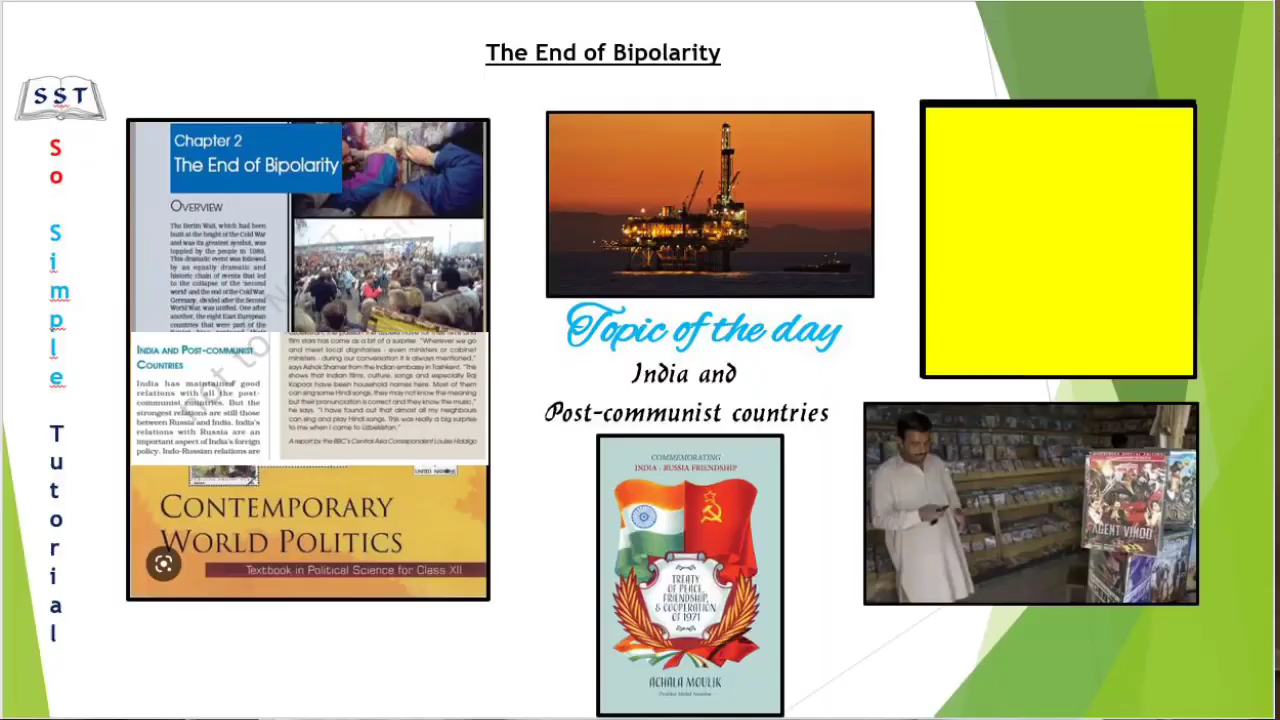 The End of Bipolarity
SST
So
Simple
Tutorial
Chapter 2
The End of Bipolarity
OVERVIEW
The Berlin Wall, which had been
built at the height of the Cold War
and was its greatest symbol, was
toppled by the people in 1989.
This dramatic event was followed
by an equally dramatic and
historic chain of events that led
to the collapse of the 'second
world' and the end of the Cold War.
Germany, divided after the Second
World War, was unified. One after
another, the eight East European
countries that were part of the
INDIA AND POST-COMMUNIST
COUNTRIES
India has maintained good
relations with all the post-
communist countries. But the
strongest relations are still those
between Russia and India. India's
relations with Russia are an
important aspect of India's foreign
policy. Indo-Russian relations are
film stars has come as a bit of a surprise. "Wherever we go
and meet local dignitaries - even ministers or cabinet
ministers - during our conversation it is always mentioned,"
says Ashok Shamer from the Indian embassy in Tashkent. "This
shows that Indian films, culture, songs and especially Raj
Kapoor have been household names here. Most of them
can sing some Hindi songs, they may not know the meaning
but their pronunciation is correct and they know the music,"
he says. "I have found out that almost all my neighbours
can sing and play Hindi songs. This was really a big surprise
to me when I came to Uzbekistan."
A report by the BBC's Central Asia Correspondent Louise Hidalgo
UNITED NATIONS
CONTEMPORARY
WORLD POLITICS
Textbook in Political Science for Class XII
Topic of the day
India and
Post-communist countries
COMMEMORATING
INDIA - RUSSIA FRIENDSHIP
TREATY
OF PEACE,
FRIENDSHIP,
& COOPERATION
OF 1971
ACHALA MOULIK
AGENT VINOD